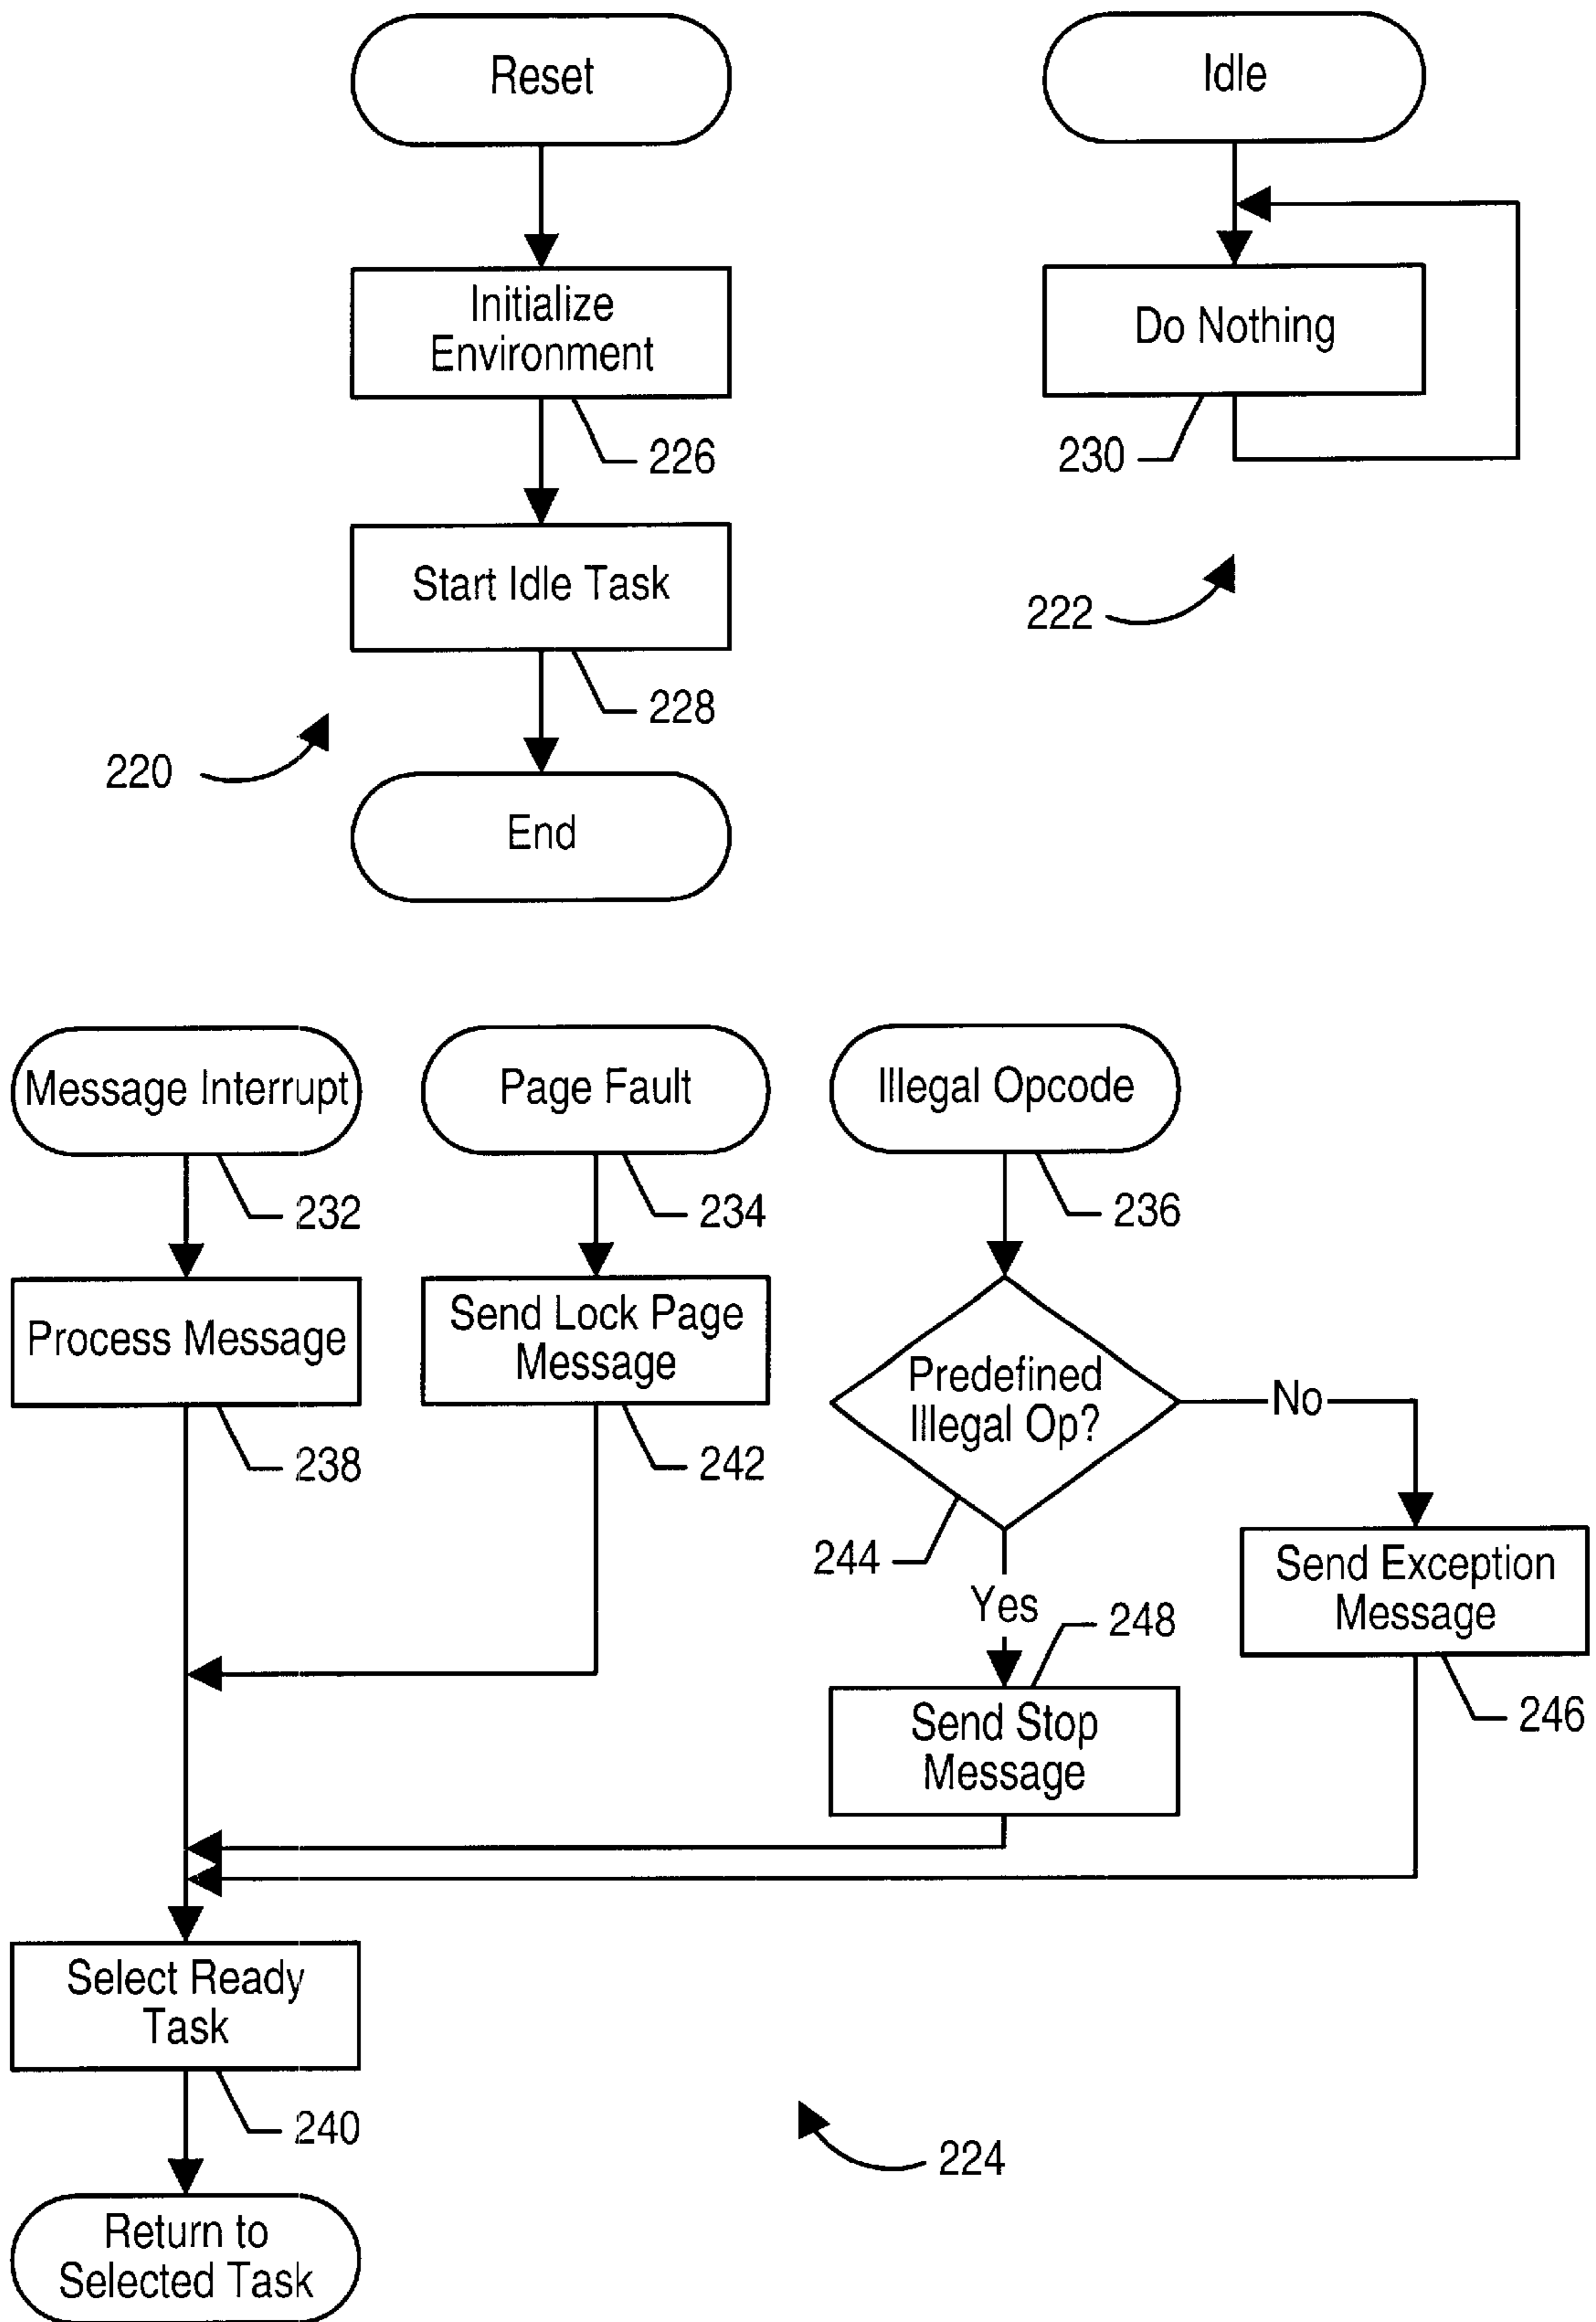 Reset
Initialize
Environment
226
Start Idle Task
228
220
End
Idle
Do Nothing
230
222
Message Interrupt
232
Process Message
238
Page Fault
234
Send Lock Page
Message
242
Illegal Opcode
236
Predefined
Illegal Op?
No
244
Yes
248
Send Stop
Message
Send Exception
Message
246
Select Ready
Task
240
Return to
Selected Task
224